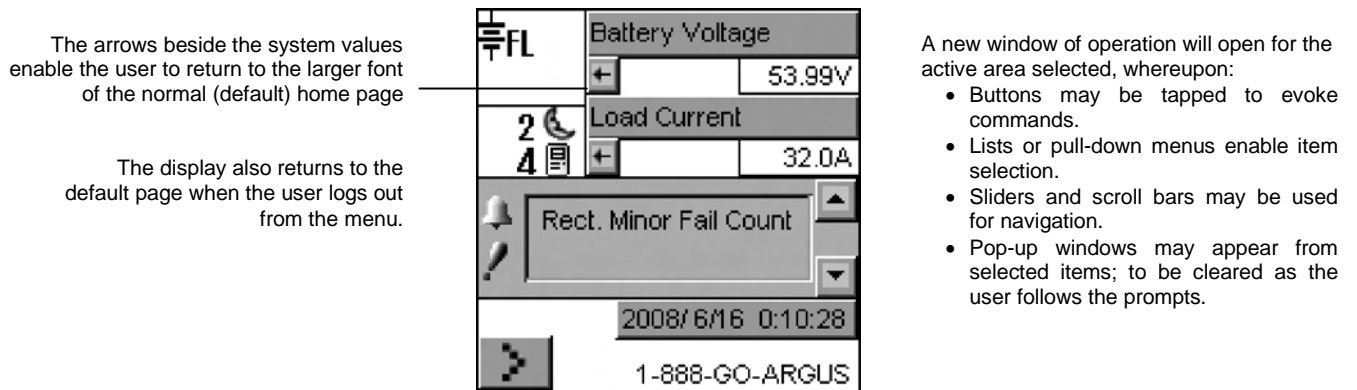 The arrows beside the system values
enable the user to return to the larger font
of the normal (default) home page
The display also returns to the
default page when the user logs out
from the menu.
FL
Battery Voltage
53.99V
2
Load Current
4
32.0A
Rect. Minor Fail Count
2008/ 6/16 0:10:28
1-888-GO-ARGUS
A new window of operation will open for the
active area selected, whereupon:
• Buttons may be tapped to evoke
commands.
• Lists or pull-down menus enable item
selection.
• Sliders and scroll bars may be used
for navigation.
• Pop-up windows may appear from
selected items; to be cleared as the
user follows the prompts.